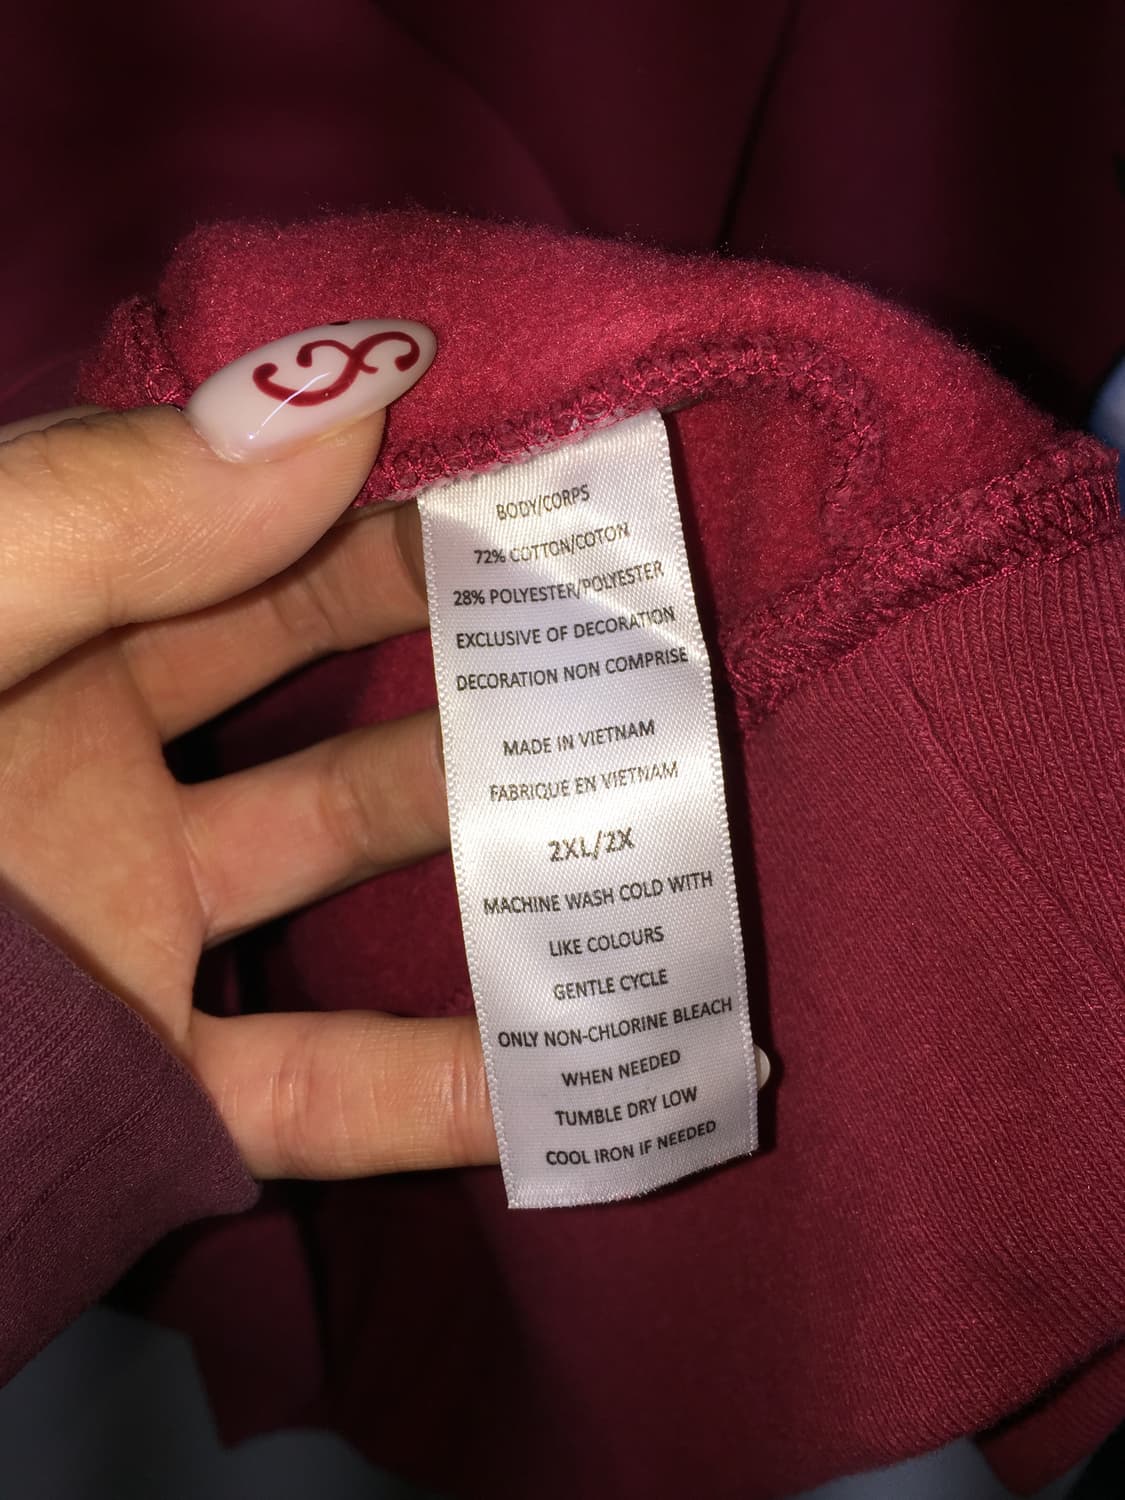 BODY/CORPS
72% COTTON/COTON
28% POLYESTER/POLYESTER
EXCLUSIVE OF DECORATION
DECORATION NON COMPRISE
MADE IN VIETNAM
FABRIQUE EN VIETNAM
2XL/2X
MACHINE WASH COLD WITH
LIKE COLOURS
GENTLE CYCLE
ONLY NON-CHLORINE BLEACH
WHEN NEEDED
TUMBLE DRY LOW
COOL IRON IF NEEDED